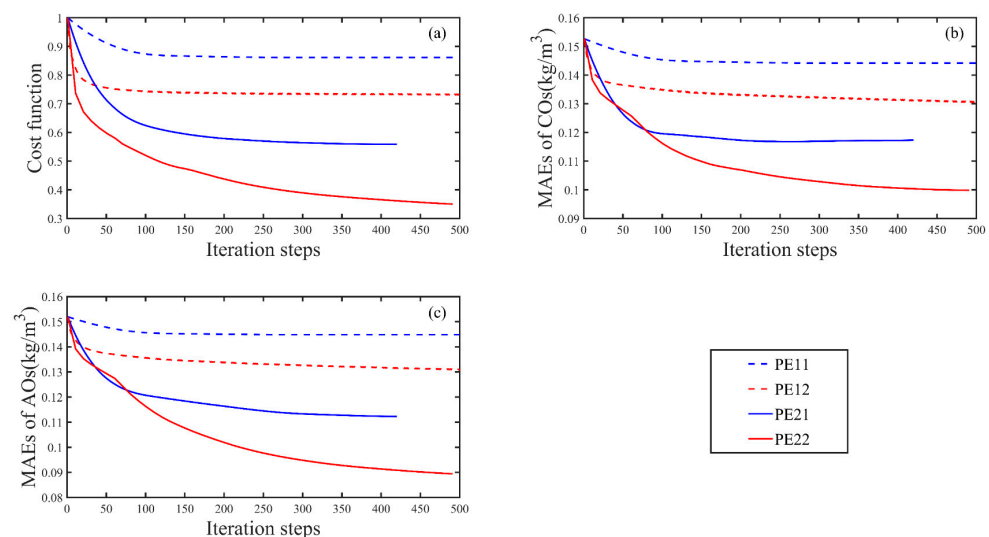 (a)
Cost function
1
0.9
0.8
0.7
0.6
0.5
0.4
0.3
0 50 100 150 200 250 300 350 400 450 500
Iteration steps
(b)
MAEs of COs(kg/m³)
0.16
0.15
0.14
0.13
0.12
0.11
0.1
0.09
0 50 100 150 200 250 300 350 400 450 500
Iteration steps
(c)
MAEs of AOs(kg/m³)
0.16
0.15
0.14
0.13
0.12
0.11
0.1
0.09
0.08
0 50 100 150 200 250 300 350 400 450 500
Iteration steps
PE11
PE12
PE21
PE22